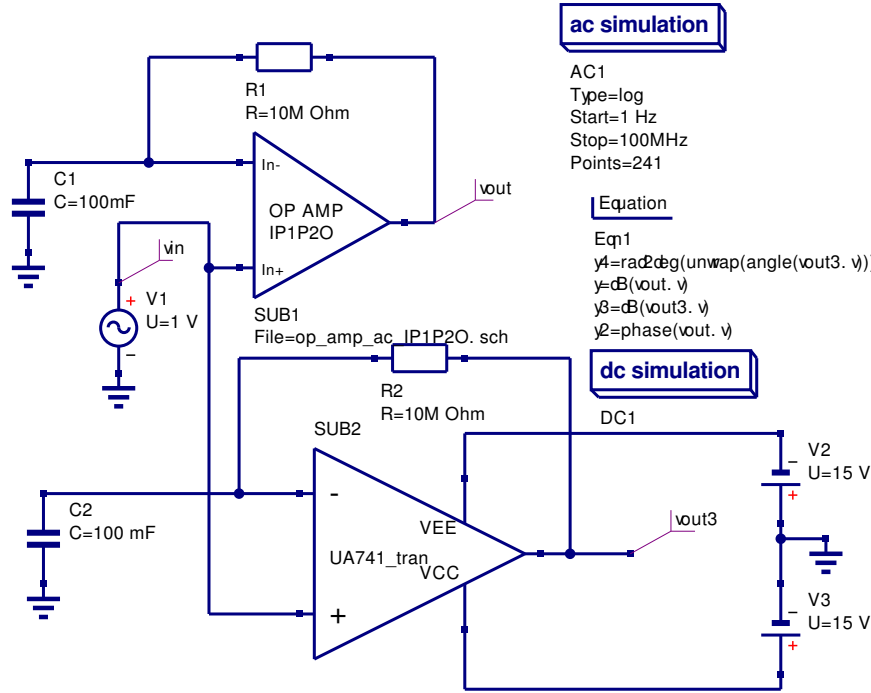 ac simulation
AC1
Type=log
Start=1 Hz
Stop=100MHz
Points=241
Equation
Eqn1
y4=rad2deg(unwrap(angle(vout3.v)))
y=dB(vout.v)
y3=dB(vout3.v)
y2=phase(vout.v)
dc simulation
DC1
R1
R=10M Ohm
C1
C=100mF
In-
OP AMP
IP1P2O
In+
vout
vin
+
V1
U=1 V
–
SUB1
File=op_amp_ac_IP1P2O.sch
R2
R=10M Ohm
SUB2
C2
C=100 mF
-
VEE
UA741_tran
VCC
+
vout3
–
V2
U=15 V
+
–
V3
U=15 V
+